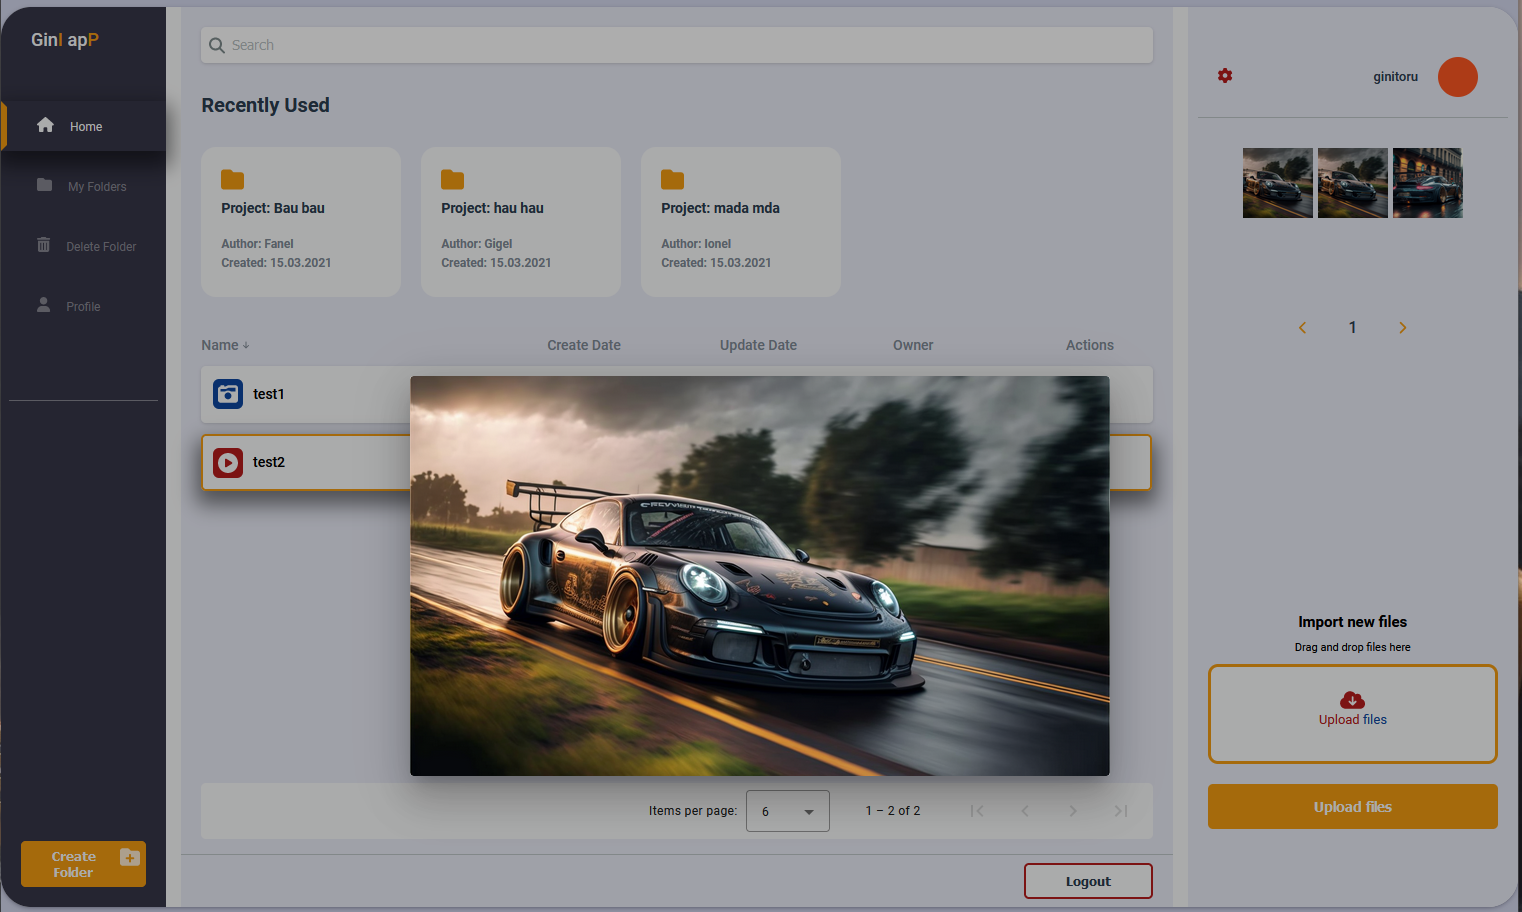 GinI apP
Home
My Folders
Delete Folder
Profile
Create
Folder
Search
Recently Used
Project: Bau bau
Author: Fanel
Created: 15.03.2021
Project: hau hau
Author: Gigel
Created: 15.03.2021
Project: mada mda
Author: Ionel
Created: 15.03.2021
Name ↓ Create Date Update Date Owner Actions
test1
test2
Items per page: 6 1 – 2 of 2
Logout
ginitoru
1
Import new files
Drag and drop files here
Upload files
Upload files